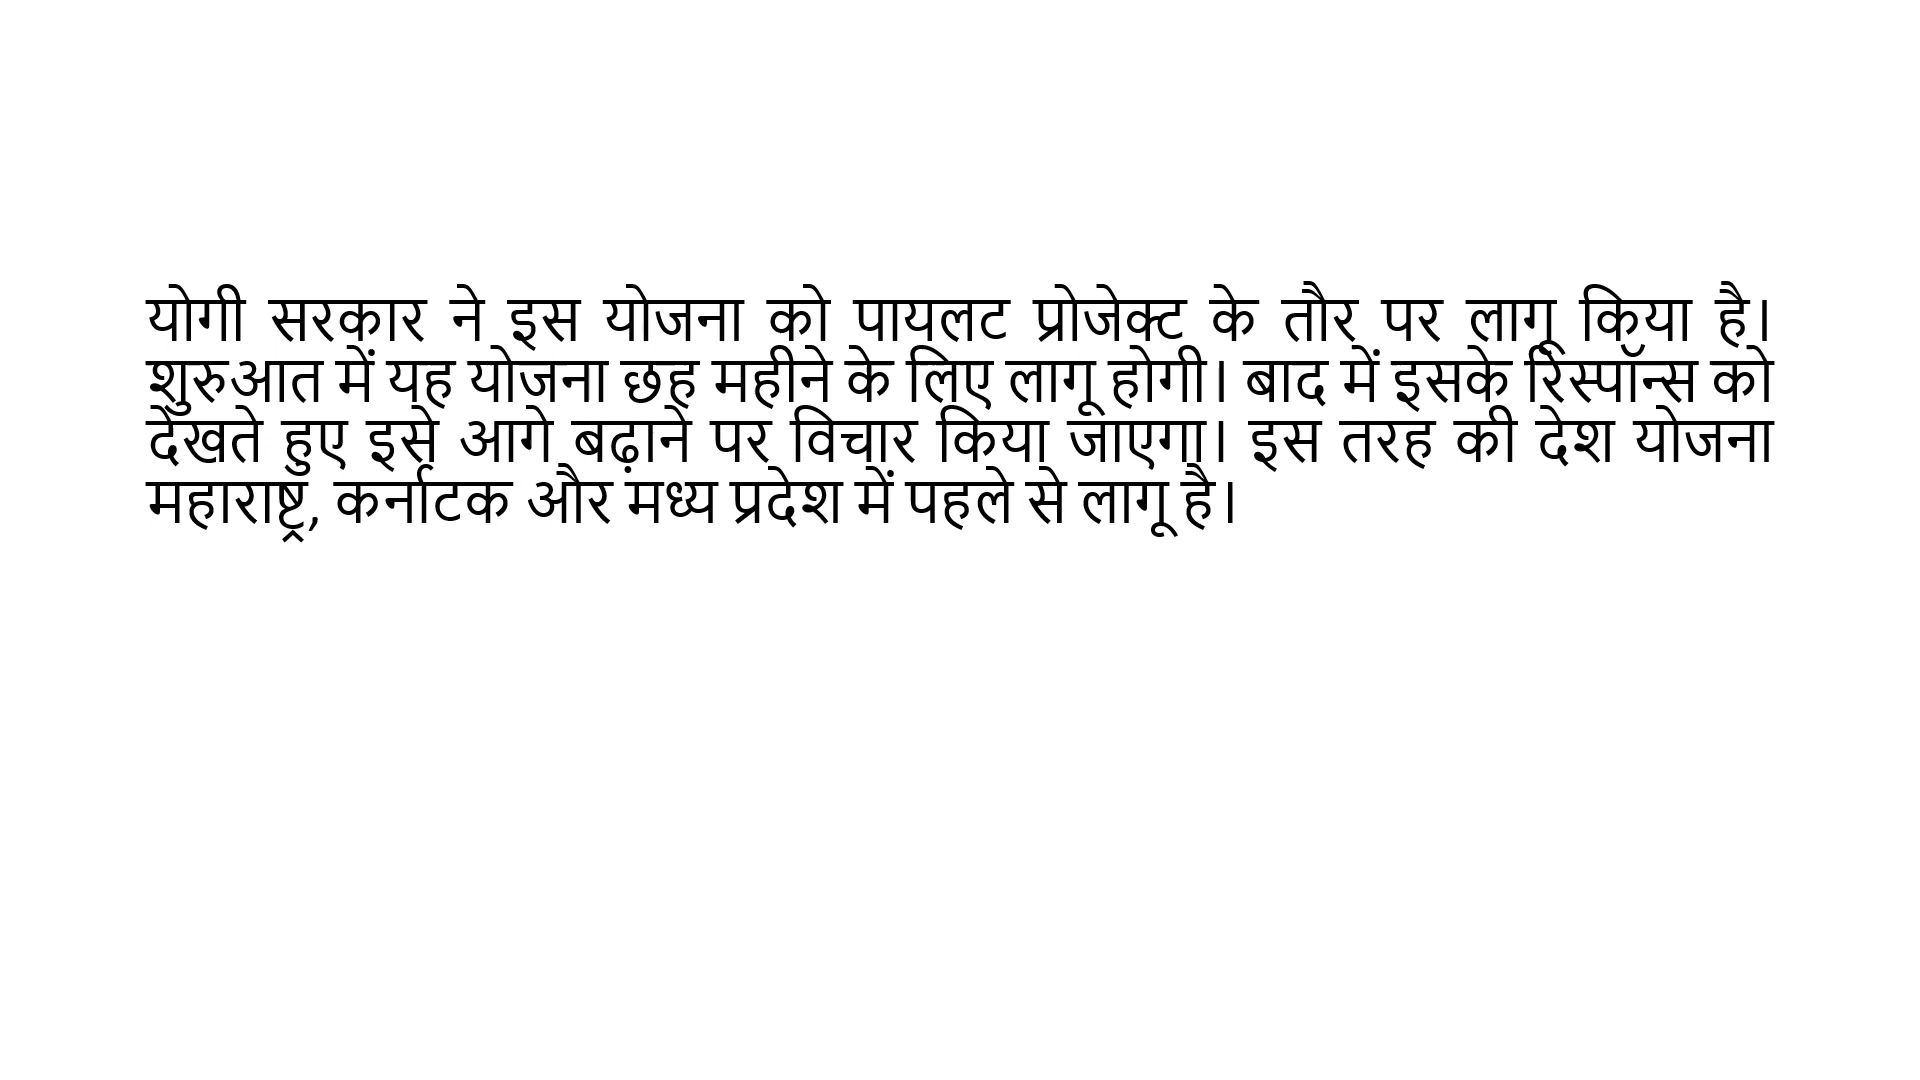 योगी सरकार ने इस योजना को पायलट प्रोजेक्ट के तौर पर लागू किया है।
शुरुआत में यह योजना छह महीने के लिए लागू होगी। बाद में इसके रिस्पॉन्स को
देखते हुए इसे आगे बढ़ाने पर विचार किया जाएगा। इस तरह की देश योजना
महाराष्ट्र, कर्नाटक और मध्य प्रदेश में पहले से लागू है।